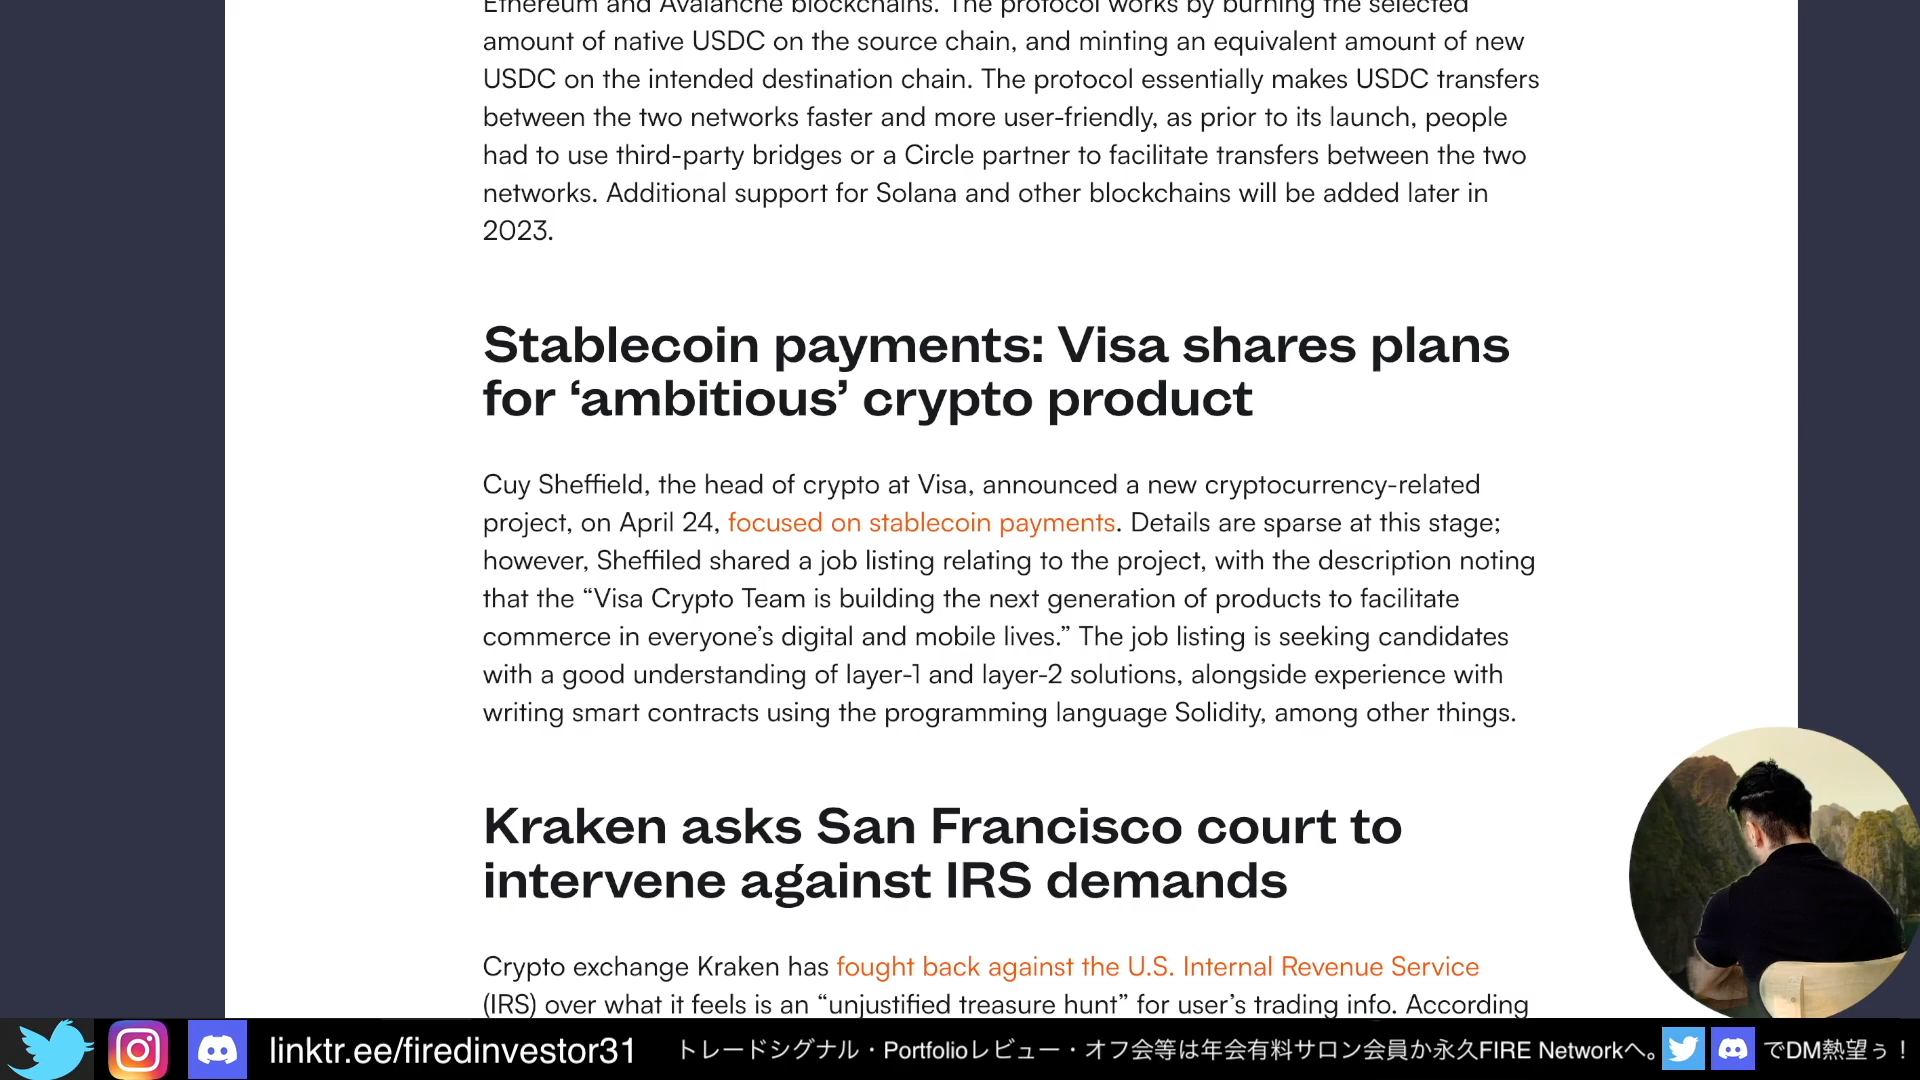 Ethereum and Avalanche blockchains. The protocol works by burning the selected
amount of native USDC on the source chain, and minting an equivalent amount of new
USDC on the intended destination chain. The protocol essentially makes USDC transfers
between the two networks faster and more user-friendly, as prior to its launch, people
had to use third-party bridges or a Circle partner to facilitate transfers between the two
networks. Additional support for Solana and other blockchains will be added later in
2023.
Stablecoin payments: Visa shares plans
for ‘ambitious’ crypto product
Cuy Sheffield, the head of crypto at Visa, announced a new cryptocurrency-related
project, on April 24, focused on stablecoin payments. Details are sparse at this stage;
however, Sheffiled shared a job listing relating to the project, with the description noting
that the “Visa Crypto Team is building the next generation of products to facilitate
commerce in everyone’s digital and mobile lives.” The job listing is seeking candidates
with a good understanding of layer-1 and layer-2 solutions, alongside experience with
writing smart contracts using the programming language Solidity, among other things.
Kraken asks San Francisco court to
intervene against IRS demands
Crypto exchange Kraken has fought back against the U.S. Internal Revenue Service
(IRS) over what it feels is an “unjustified treasure hunt” for user’s trading info. According
linktr.ee/firedinvestor31 トレードシグナル・Portfolioレビュー・オフ会等は年会有料サロン会員か永久FIRE Networkへ。 でDM熱望ぅ！